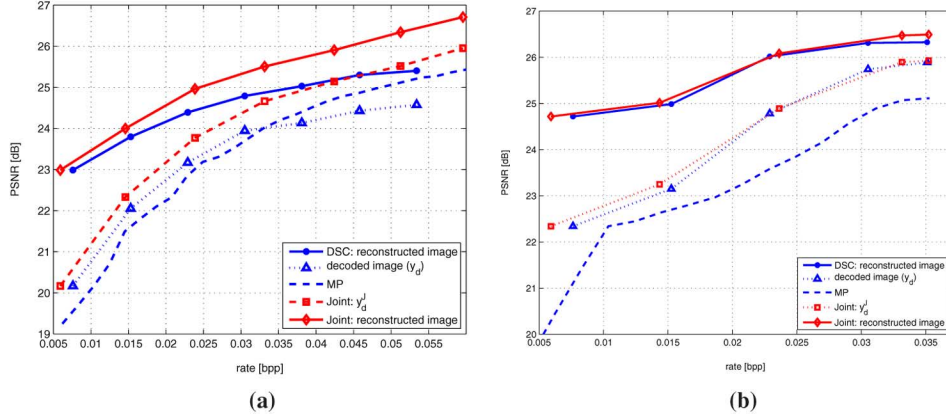 27
26
25
24
23
22
21
20
19
PSNR [dB]
0.005 0.01 0.015 0.02 0.025 0.03 0.035 0.04 0.045 0.05 0.055
rate [bpp]
DSC: reconstructed image
decoded image (y_d)
MP
Joint: y_d^J
Joint: reconstructed image
(a)
27
26
25
24
23
22
21
20
PSNR [dB]
0.005 0.01 0.015 0.02 0.025 0.03 0.035
rate [bpp]
DSC: reconstructed image
decoded image (y_d)
MP
Joint: y_d^J
Joint: reconstructed image
(b)